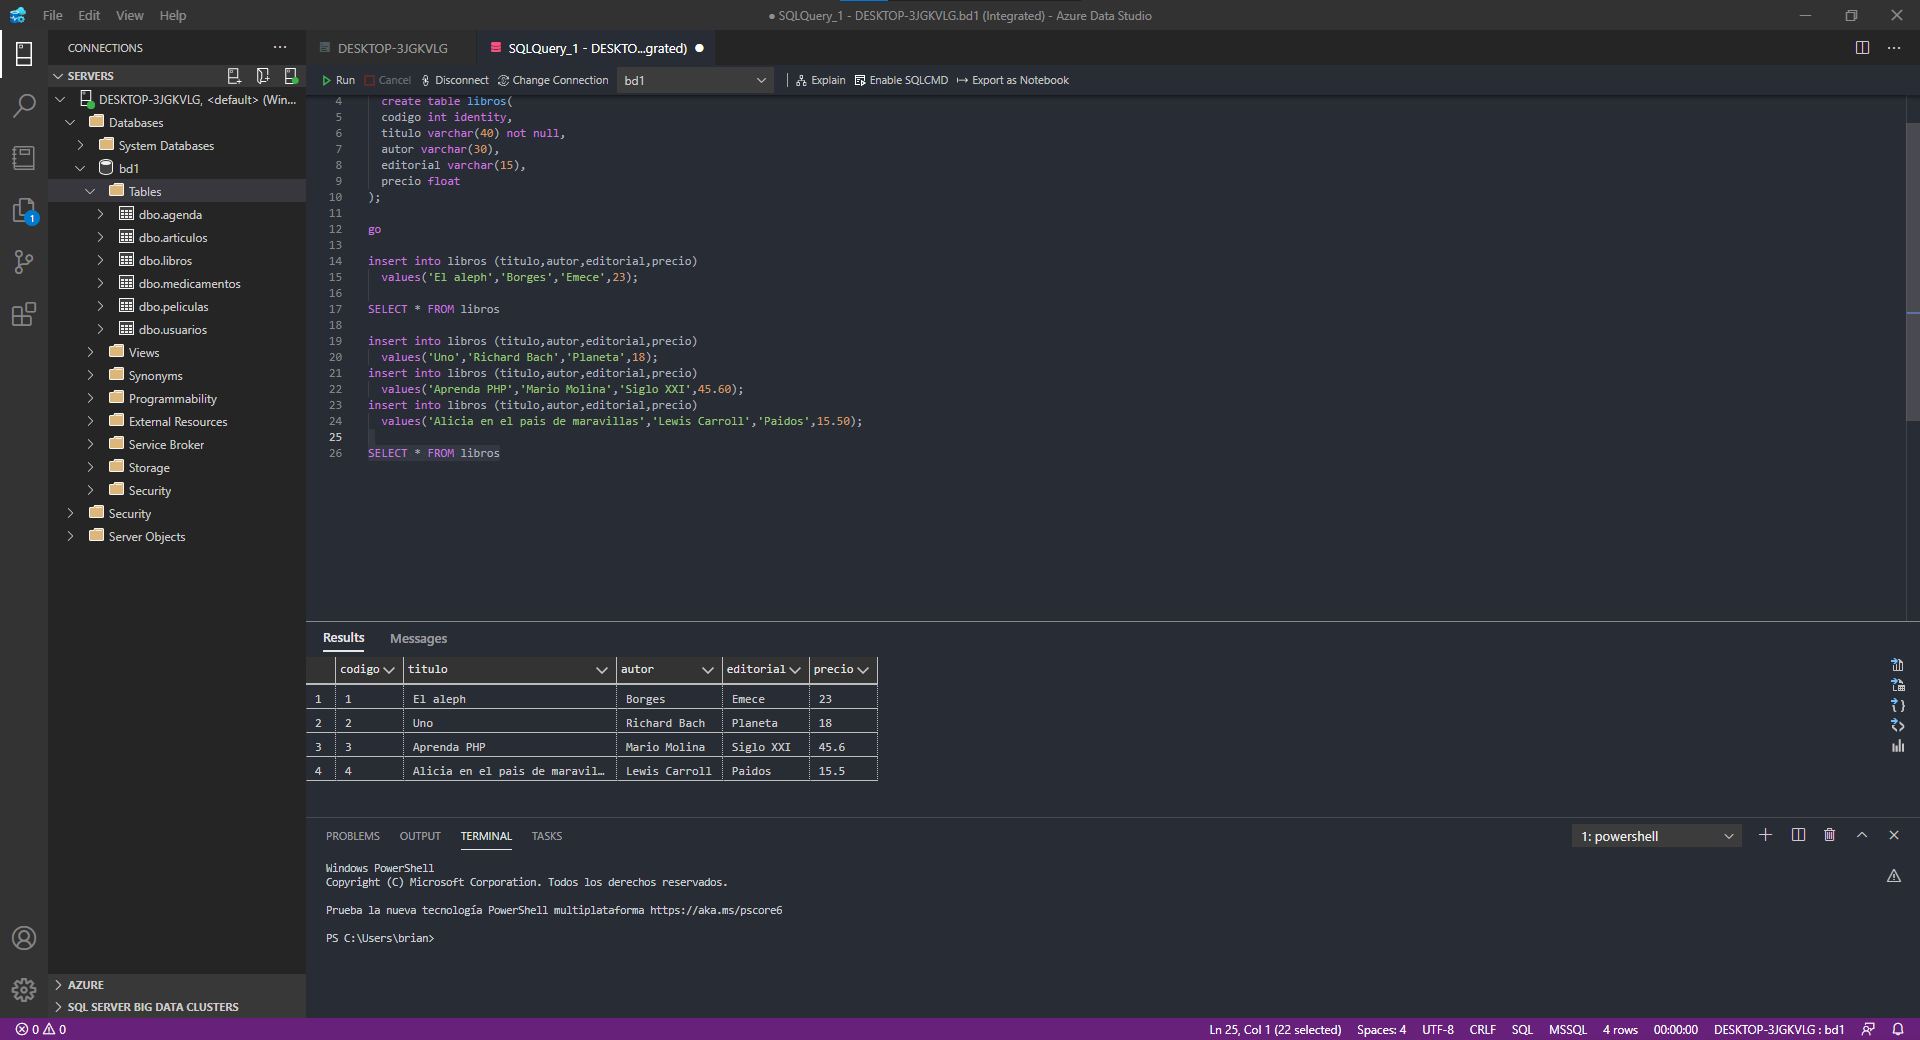 File Edit View Help
● SQLQuery_1 - DESKTOP-3JGKVLG.bd1 (Integrated) - Azure Data Studio
CONNECTIONS
SERVERS
DESKTOP-3JGKVLG, <default> (Win...
Databases
System Databases
bd1
Tables
dbo.agenda
dbo.articulos
dbo.libros
dbo.medicamentos
dbo.peliculas
dbo.usuarios
Views
Synonyms
Programmability
External Resources
Service Broker
Storage
Security
Security
Server Objects
AZURE
SQL SERVER BIG DATA CLUSTERS
1
DESKTOP-3JGKVLG
SQLQuery_1 - DESKTO...grated) ●
Run Cancel Disconnect Change Connection bd1 Explain Enable SQLCMD Export as Notebook
4 create table libros(
5 codigo int identity,
6 titulo varchar(40) not null,
7 autor varchar(30),
8 editorial varchar(15),
9 precio float
10 );
11
12 go
13
14 insert into libros (titulo,autor,editorial,precio)
15 values('El aleph','Borges','Emece',23);
16
17 SELECT * FROM libros
18
19 insert into libros (titulo,autor,editorial,precio)
20 values('Uno','Richard Bach','Planeta',18);
21 insert into libros (titulo,autor,editorial,precio)
22 values('Aprenda PHP','Mario Molina','Siglo XXI',45.60);
23 insert into libros (titulo,autor,editorial,precio)
24 values('Alicia en el pais de maravillas','Lewis Carroll','Paidos',15.50);
25
26 SELECT * FROM libros
Results Messages
codigo titulo autor editorial precio
1 1 El aleph Borges Emece 23
2 2 Uno Richard Bach Planeta 18
3 3 Aprenda PHP Mario Molina Siglo XXI 45.6
4 4 Alicia en el pais de maravil... Lewis Carroll Paidos 15.5
PROBLEMS OUTPUT TERMINAL TASKS
1: powershell
Windows PowerShell
Copyright (C) Microsoft Corporation. Todos los derechos reservados.
Prueba la nueva tecnología PowerShell multiplataforma https://aka.ms/pscore6
PS C:\Users\brian>
0 0
Ln 25, Col 1 (22 selected) Spaces: 4 UTF-8 CRLF SQL MSSQL 4 rows 00:00:00 DESKTOP-3JGKVLG : bd1